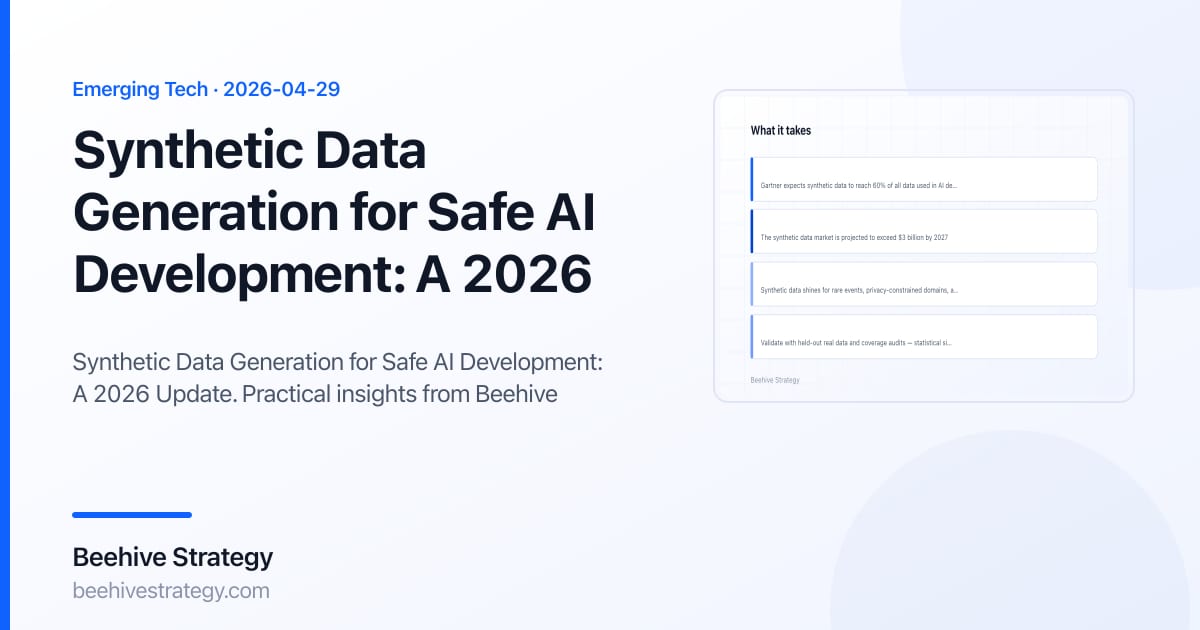 Emerging Tech · 2026-04-29
Synthetic Data
Generation for Safe AI
Development: A 2026
Synthetic Data Generation for Safe AI Development:
A 2026 Update. Practical insights from Beehive
Beehive Strategy
beehivestrategy.com
What it takes
Gartner expects synthetic data to reach 60% of all data used in AI de...
The synthetic data market is projected to exceed $3 billion by 2027
Synthetic data shines for rare events, privacy-constrained domains, a...
Validate with held-out real data and coverage audits — statistical si...
Beehive Strategy